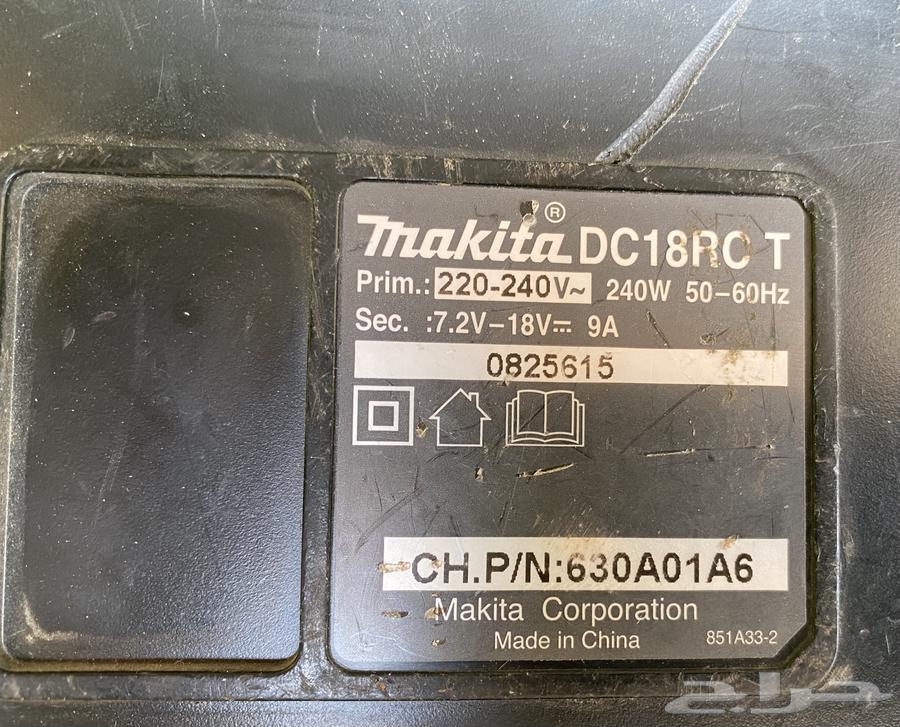 makita® DC18RC T
Prim.: 220-240V~ 240W 50–60Hz
Sec. :7.2V–18V⎓ 9A
0825615
CH.P/N:630A01A6
Makita Corporation
Made in China 851A33-2
حراج